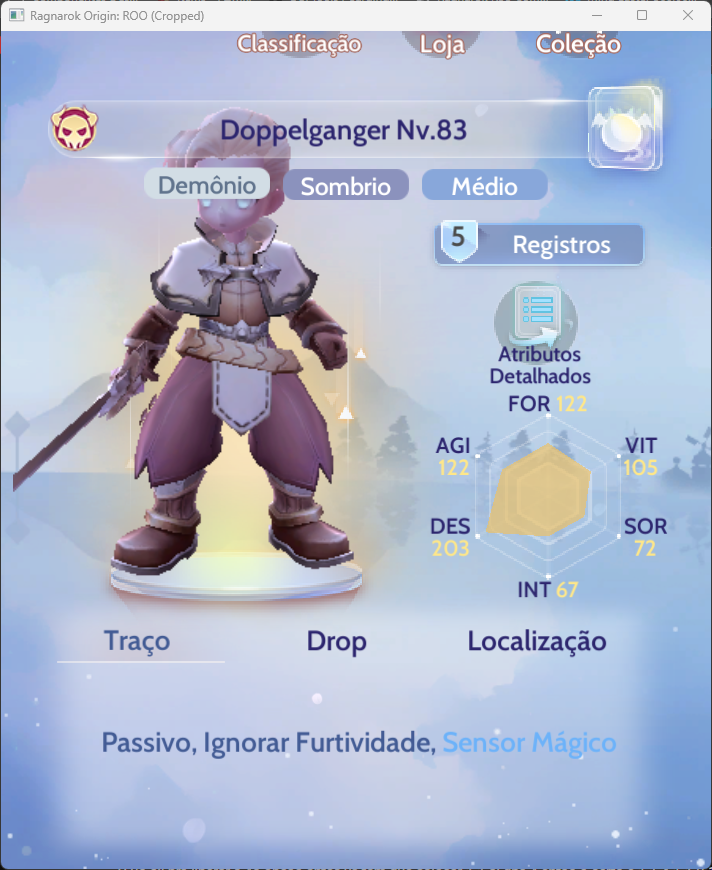 Ragnarok Origin: ROO (Cropped)
Classificação
Loja
Coleção
Doppelganger Nv.83
Demônio
Sombrio
Médio
5
Registros
Atributos
Detalhados
FOR 122
AGI
122
VIT
105
DES
203
SOR
72
INT 67
Traço
Drop
Localização
Passivo, Ignorar Furtividade, Sensor Mágico